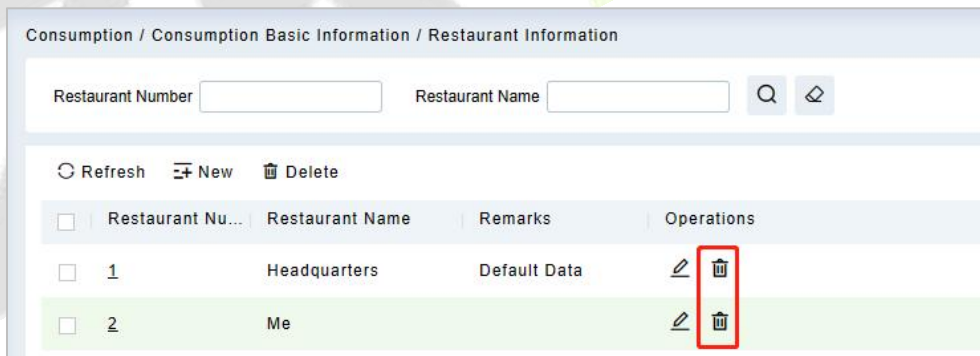 Consumption / Consumption Basic Information / Restaurant Information
Restaurant Number Restaurant Name
Refresh New Delete
Restaurant Nu... Restaurant Name Remarks Operations
1 Headquarters Default Data
2 Me